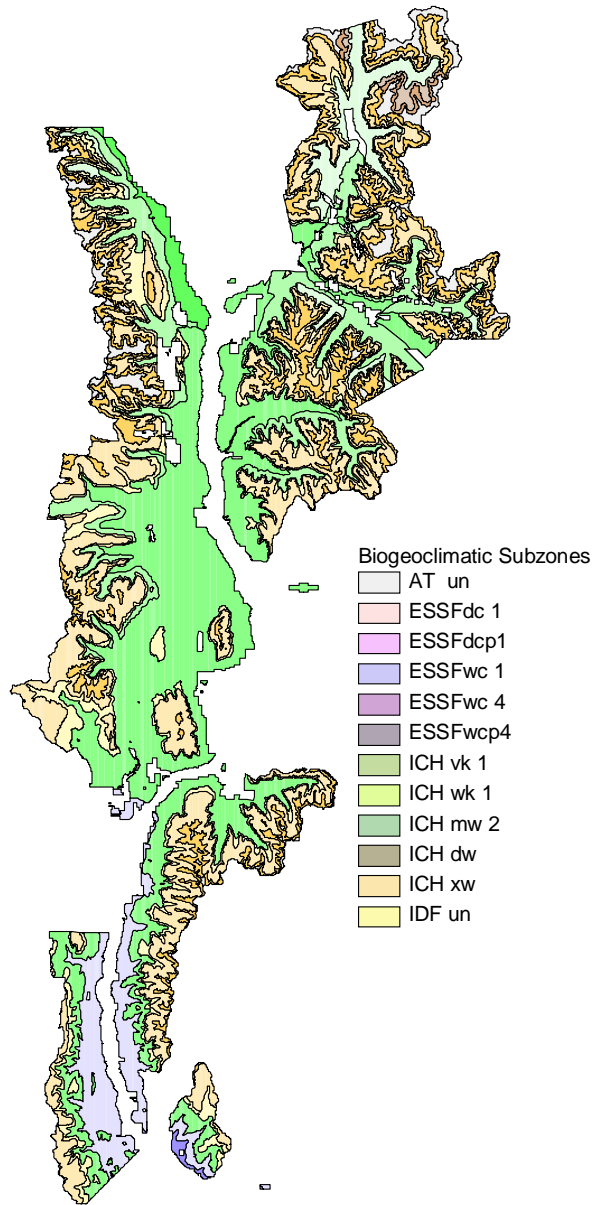 Biogeoclimatic Subzones
AT un
ESSFdc 1
ESSFdcp1
ESSFwc 1
ESSFwc 4
ESSFwcp4
ICH vk 1
ICH wk 1
ICH mw 2
ICH dw
ICH xw
IDF un